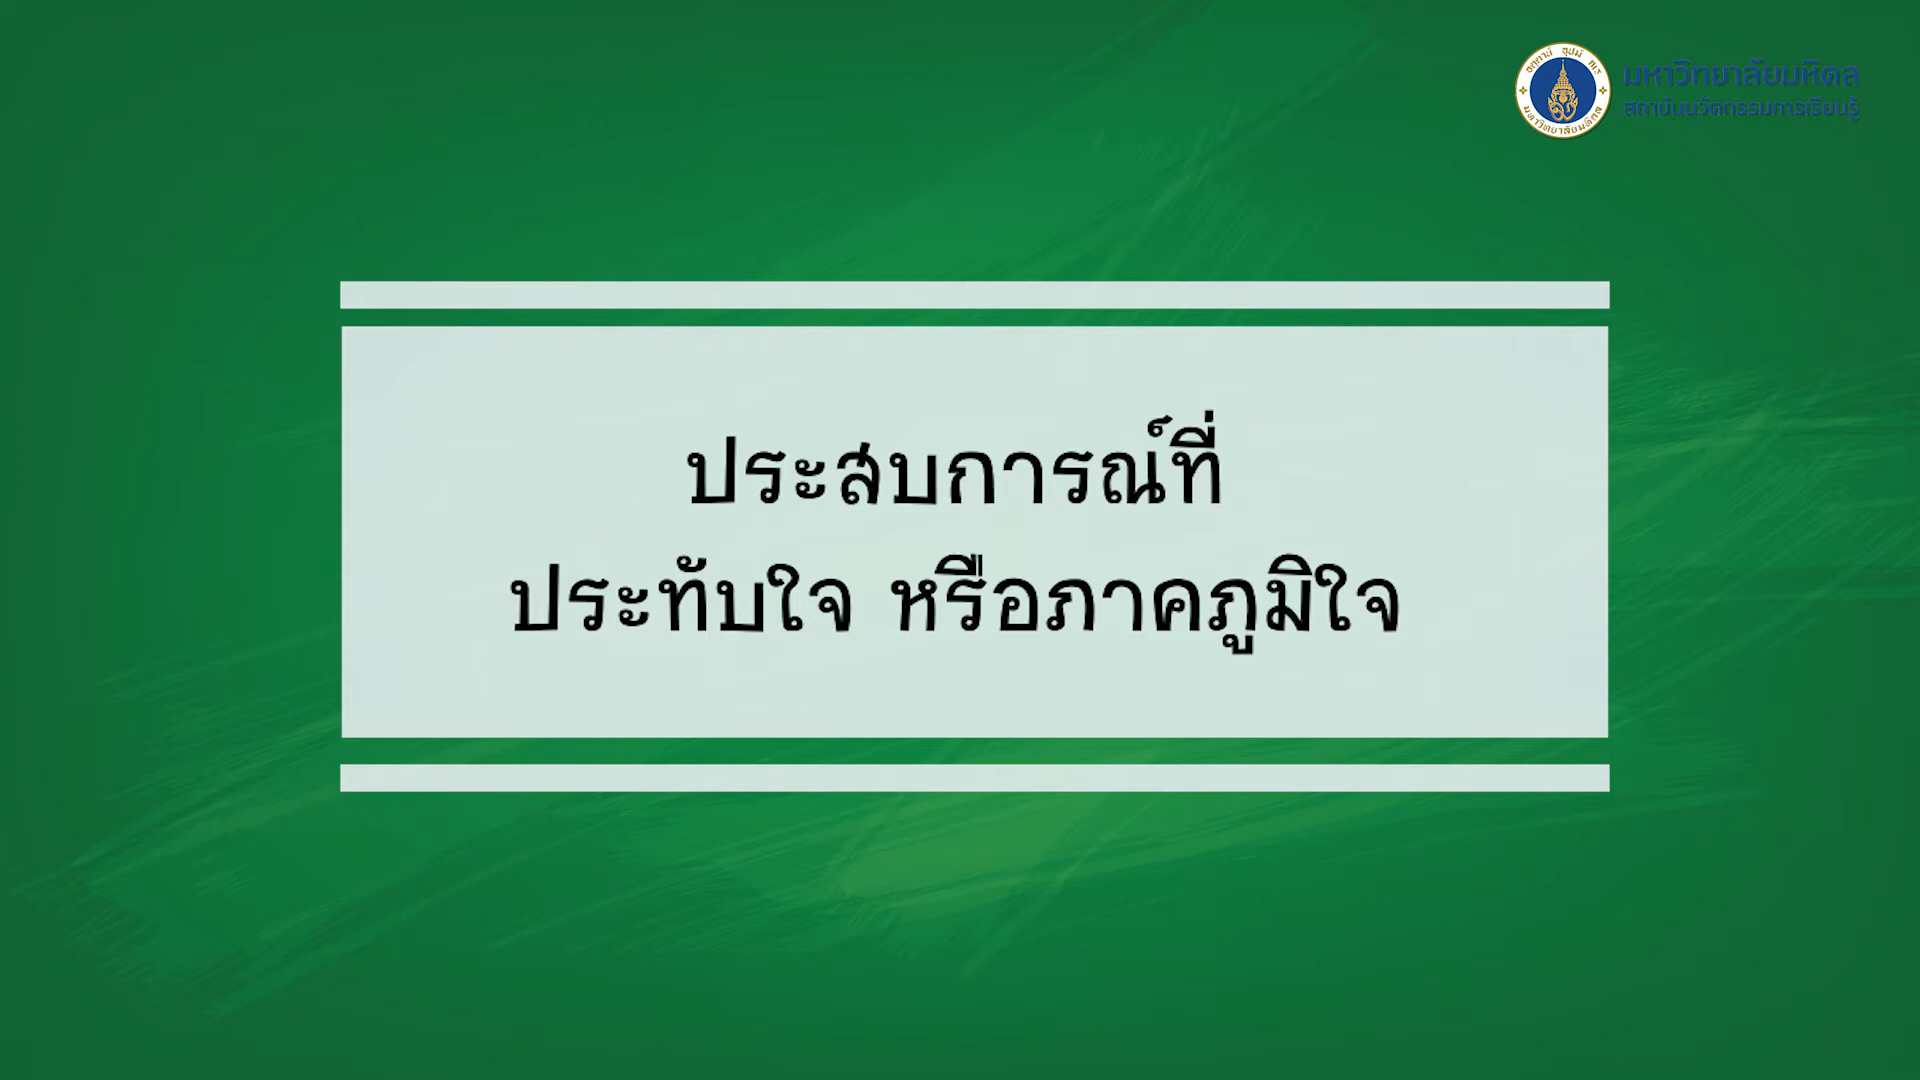 มหาวิทยาลัยมหิดล
สถาบันนวัตกรรมการเรียนรู้
ประสบการณ์ที่
ประทับใจ หรือภาคภูมิใจ